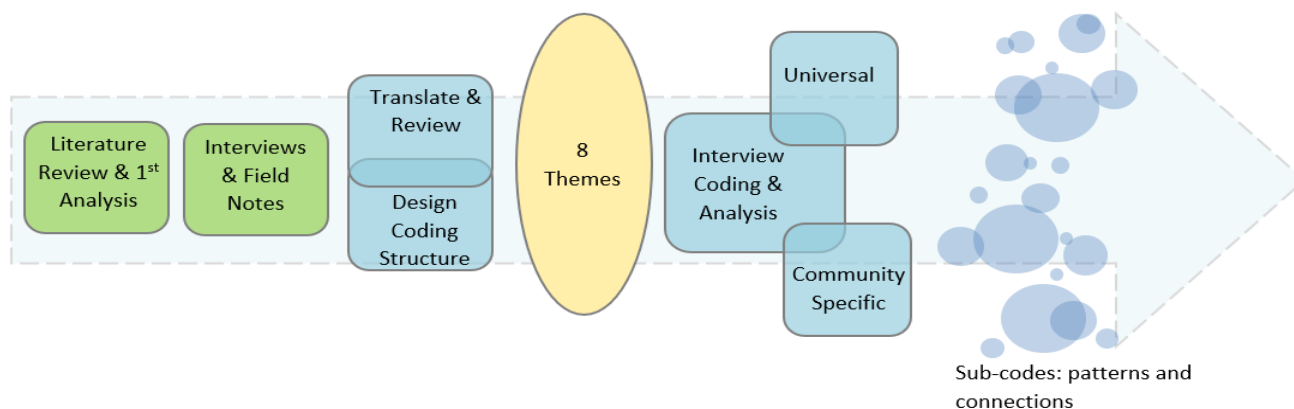 Literature
Review & 1st
Analysis
Interviews
& Field
Notes
Translate &
Review
Design
Coding
Structure
8
Themes
Interview
Coding &
Analysis
Universal
Community
Specific
Sub-codes: patterns and
connections